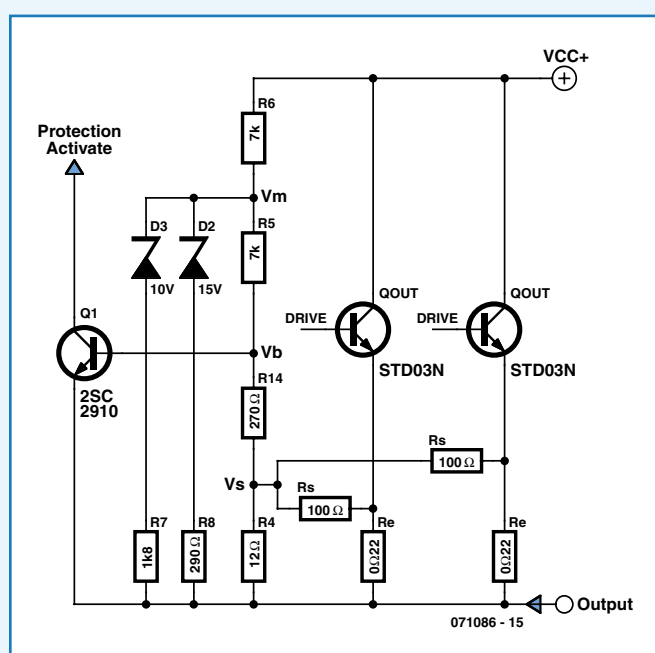 VCC+
R6
7k
Protection
Activate
Vm
D3
D2
R5
7k
10V
15V
QOUT
QOUT
Q1
DRIVE
DRIVE
Vb
STD03N
STD03N
2SC
2910
R14
270Ω
Rs
100Ω
Vs
Rs
100Ω
R7
R8
R4
Re
Re
1k8
290Ω
12Ω
0Ω22
0Ω22
Output
071086 - 15